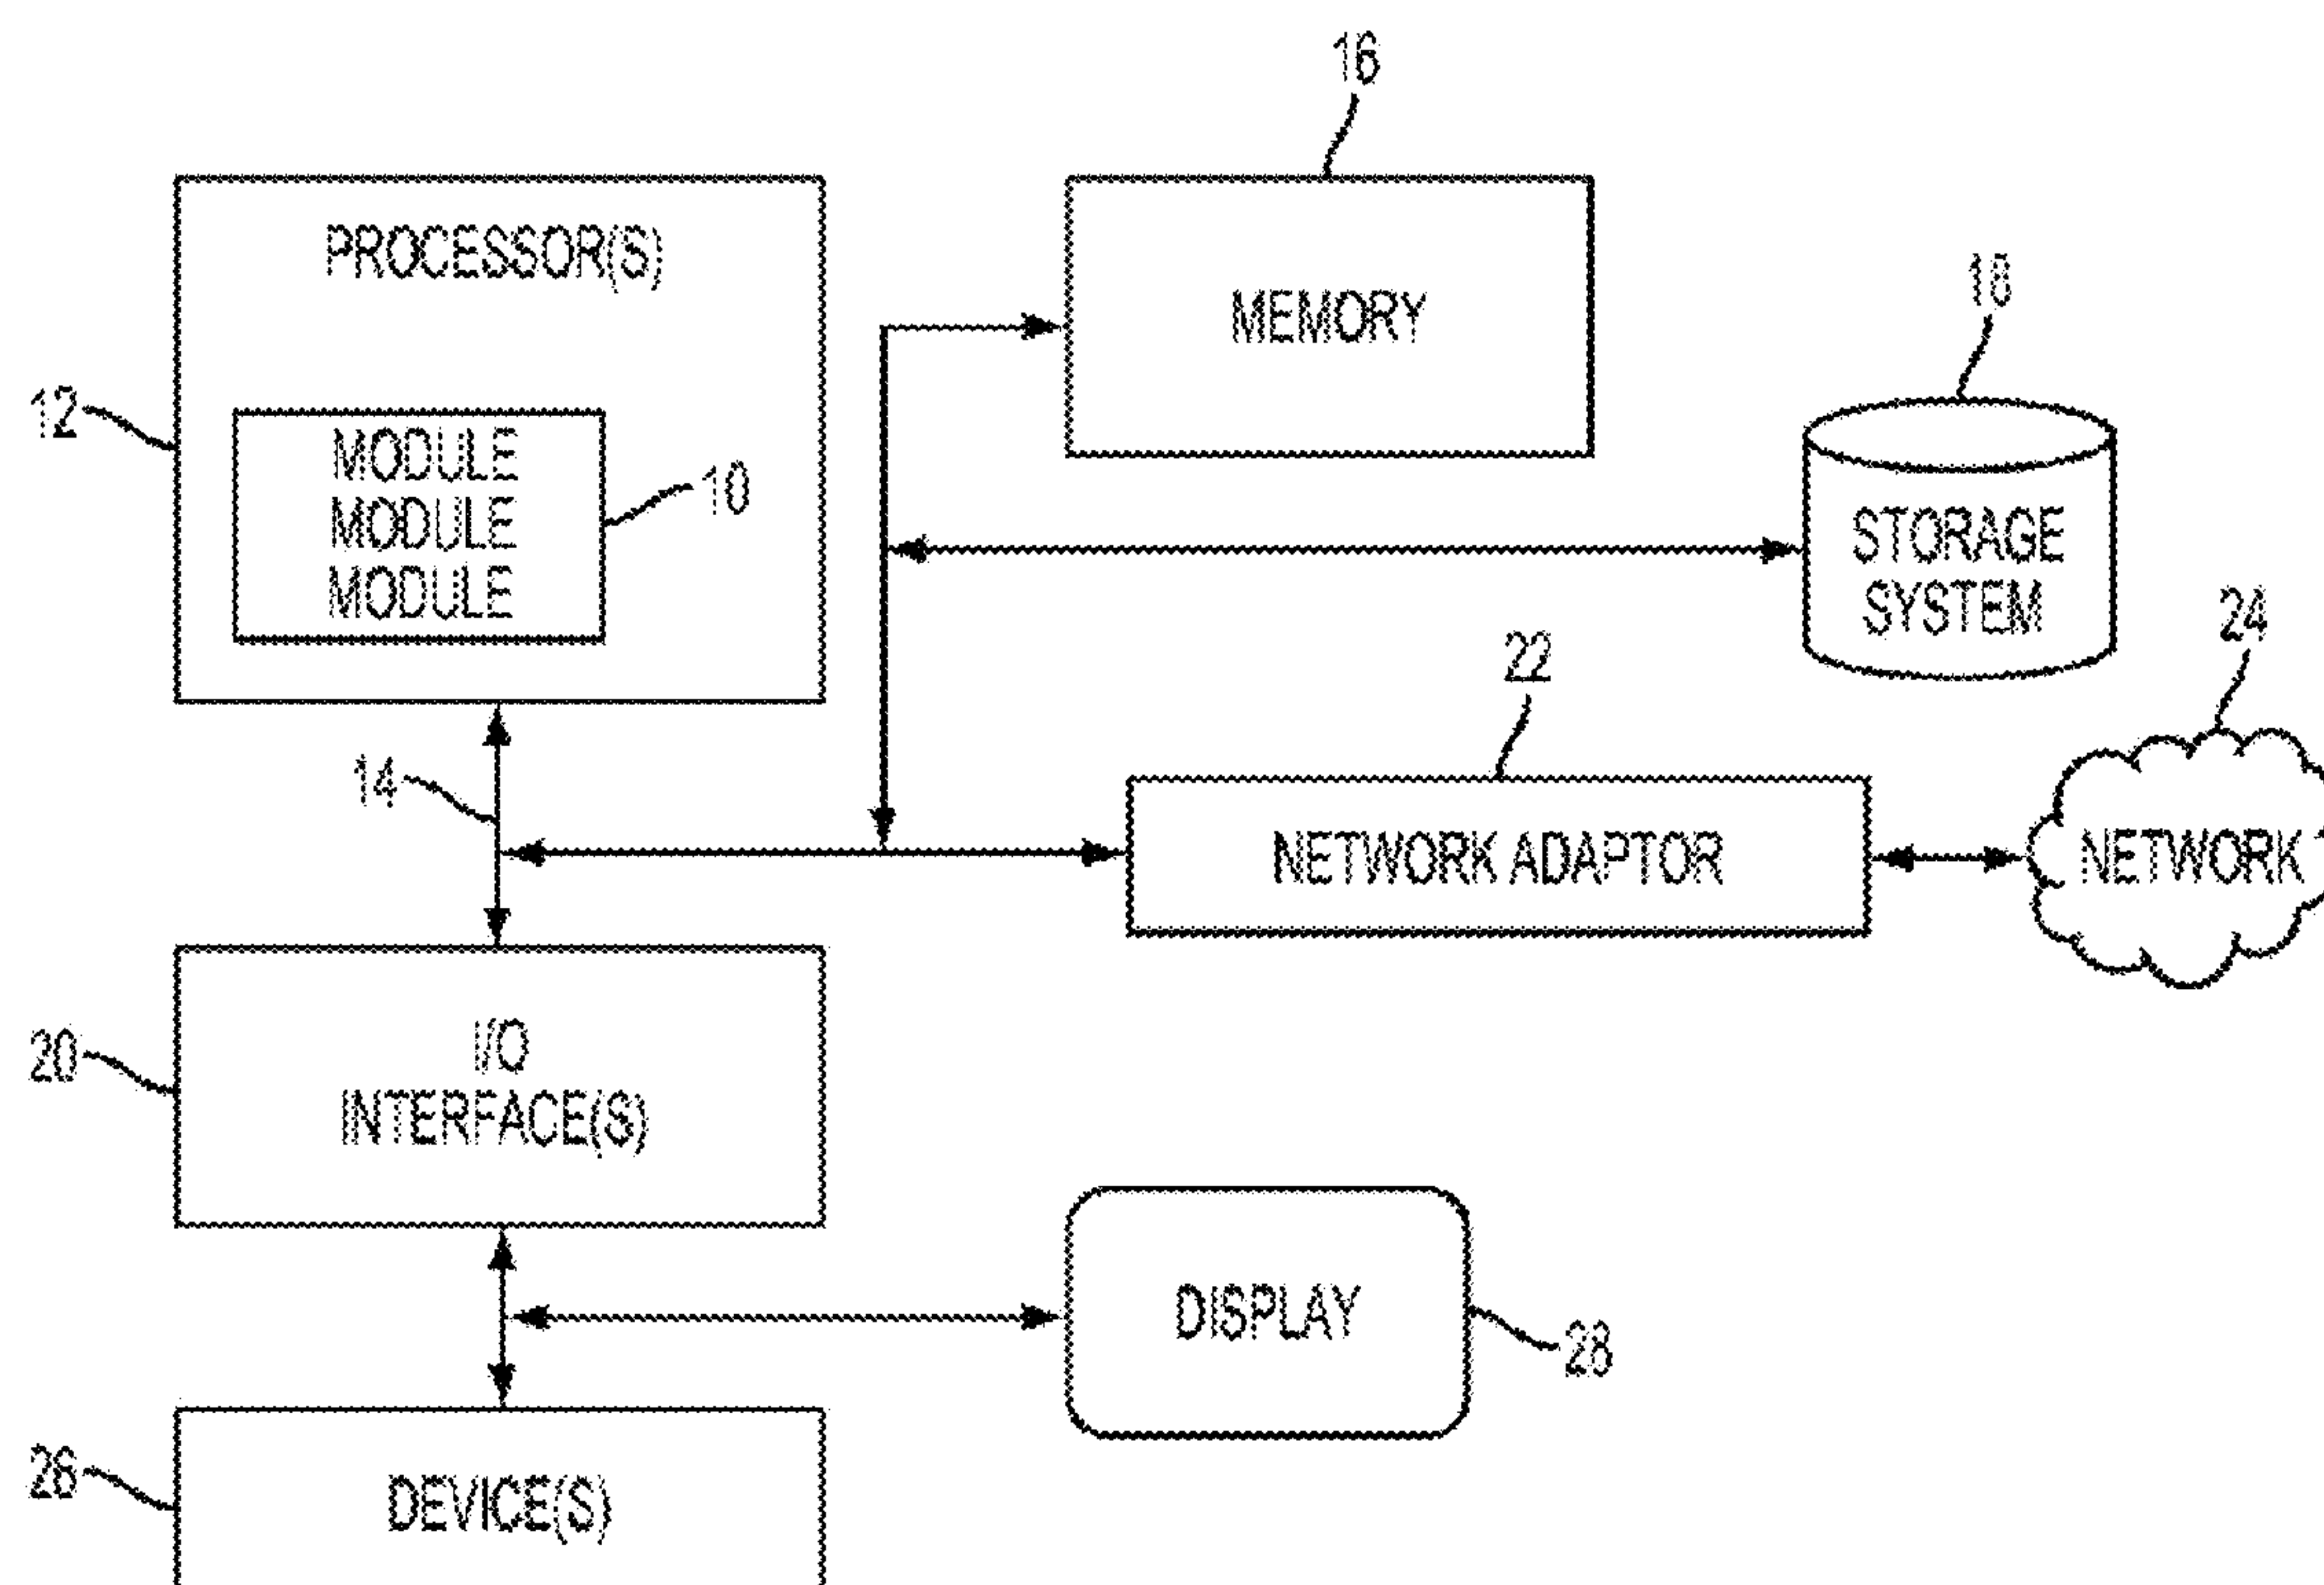 16
PROCESSOR(S)
MEMORY
18
12
MODULE
MODULE
MODULE
10
STORAGE
SYSTEM
24
22
14
NETWORK ADAPTOR
NETWORK
20
I/O
INTERFACE(S)
DISPLAY
28
26
DEVICE(S)